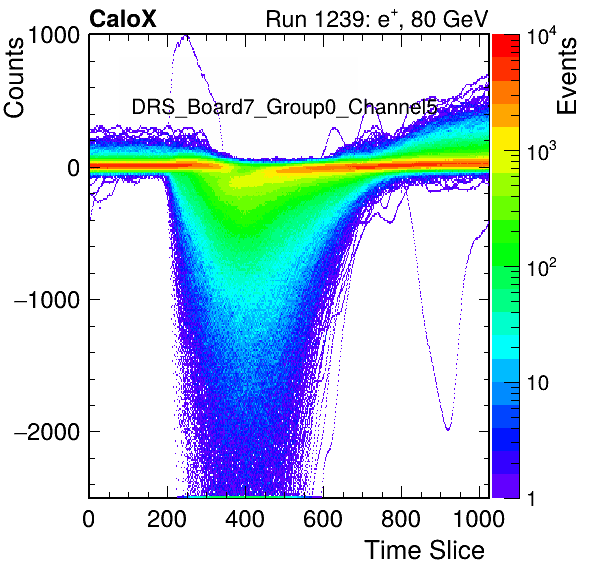 CaloX Run 1239: e⁺, 80 GeV
DRS_Board7_Group0_Channel5
Counts
1000
0
−1000
−2000
0 200 400 600 800 1000
Time Slice
Events
10⁴
10³
10²
10
1